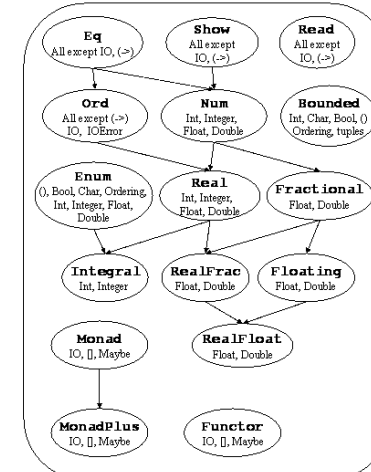 Eq
All except IO, (->)
Show
All except
IO, (->)
Read
All except
IO, (->)
Ord
All except (->)
IO, IOError
Num
Int, Integer,
Float, Double
Bounded
Int, Char, Bool, ()
Ordering, tuples
Enum
(), Bool, Char, Ordering,
Int, Integer, Float,
Double
Real
Int, Integer,
Float, Double
Fractional
Float, Double
Integral
Int, Integer
RealFrac
Float, Double
Floating
Float, Double
Monad
IO, [], Maybe
RealFloat
Float, Double
MonadPlus
IO, [], Maybe
Functor
IO, [], Maybe